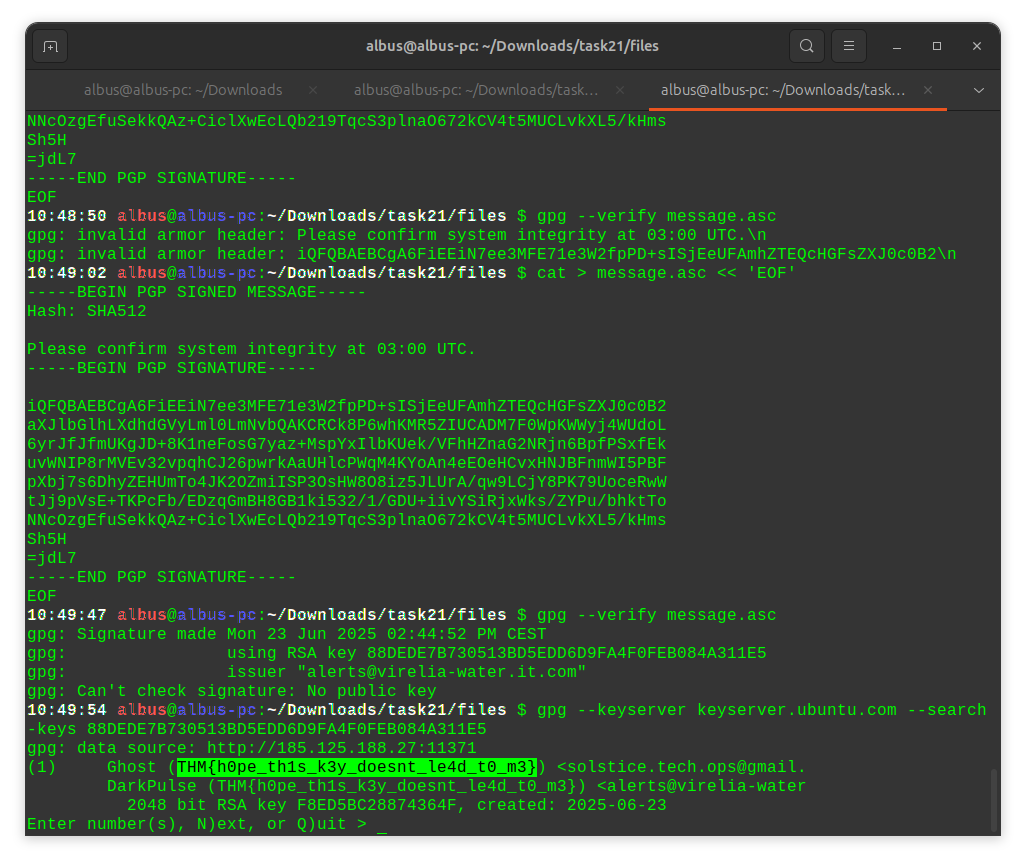 albus@albus-pc: ~/Downloads/task21/files
albus@albus-pc: ~/Downloads
albus@albus-pc: ~/Downloads/task…
albus@albus-pc: ~/Downloads/task…
NNcOzgEfuSekkQAz+CiclXwEcLQb219TqcS3plnaO672kCV4t5MUCLvkXL5/kHms
Sh5H
=jdL7
-----END PGP SIGNATURE-----
EOF
10:48:50 albus@albus-pc:~/Downloads/task21/files $ gpg --verify message.asc
gpg: invalid armor header: Please confirm system integrity at 03:00 UTC.\n
gpg: invalid armor header: iQFQBAEBCgA6FiEEiN7ee3MFE71e3W2fpPD+sISjEeUFAmhZTEQcHGFsZXJ0c0B2\n
10:49:02 albus@albus-pc:~/Downloads/task21/files $ cat > message.asc << 'EOF'
-----BEGIN PGP SIGNED MESSAGE-----
Hash: SHA512
Please confirm system integrity at 03:00 UTC.
-----BEGIN PGP SIGNATURE-----
iQFQBAEBCgA6FiEEiN7ee3MFE71e3W2fpPD+sISjEeUFAmhZTEQcHGFsZXJ0c0B2
aXJlbGlhLXdhdGVyLml0LmNvbQAKCRCk8P6whKMR5ZIUCADM7F0WpKWWyj4WUdoL
6yrJfJfmUKgJD+8K1neFosG7yaz+MspYxIlbKUek/VFhHZnaG2NRjn6BpfPSxfEk
uvWNIP8rMVEv32vpqhCJ26pwrkAaUHlcPWqM4KYoAn4eEOeHCvxHNJBFnmWI5PBF
pXbj7s6DhyZEHUmTo4JK2OZmiISP3OsHW8O8iz5JLUrA/qw9LCjY8PK79UoceRwW
tJj9pVsE+TKPcFb/EDzqGmBH8GB1ki532/1/GDU+iivYSiRjxWks/ZYPu/bhktTo
NNcOzgEfuSekkQAz+CiclXwEcLQb219TqcS3plnaO672kCV4t5MUCLvkXL5/kHms
Sh5H
=jdL7
-----END PGP SIGNATURE-----
EOF
10:49:47 albus@albus-pc:~/Downloads/task21/files $ gpg --verify message.asc
gpg: Signature made Mon 23 Jun 2025 02:44:52 PM CEST
gpg:                using RSA key 88DEDE7B730513BD5EDD6D9FA4F0FEB084A311E5
gpg:                issuer "alerts@virelia-water.it.com"
gpg: Can't check signature: No public key
10:49:54 albus@albus-pc:~/Downloads/task21/files $ gpg --keyserver keyserver.ubuntu.com --search
-keys 88DEDE7B730513BD5EDD6D9FA4F0FEB084A311E5
gpg: data source: http://185.125.188.27:11371
(1)     Ghost (THM{h0pe_th1s_k3y_doesnt_le4d_t0_m3}) <solstice.tech.ops@gmail.
        DarkPulse (THM{h0pe_th1s_k3y_doesnt_le4d_t0_m3}) <alerts@virelia-water
          2048 bit RSA key F8ED5BC28874364F, created: 2025-06-23
Enter number(s), N)ext, or Q)uit > _